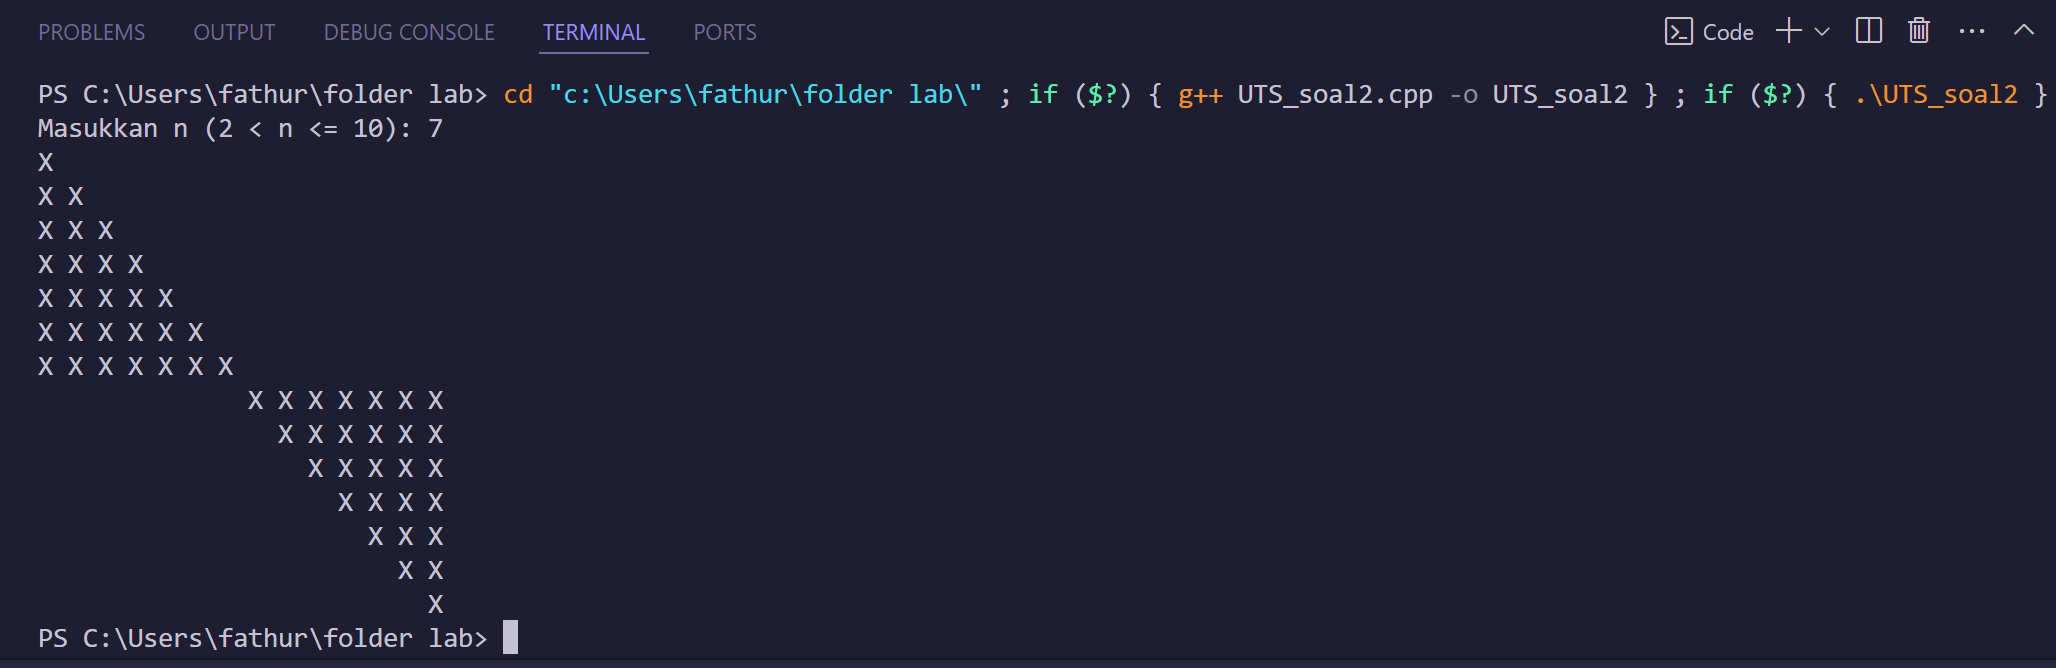 PROBLEMS OUTPUT DEBUG CONSOLE TERMINAL PORTS Code
PS C:\Users\fathur\folder lab> cd "c:\Users\fathur\folder lab\" ; if ($?) { g++ UTS_soal2.cpp -o UTS_soal2 } ; if ($?) { .\UTS_soal2 }
Masukkan n (2 < n <= 10): 7
X
X X
X X X
X X X X
X X X X X
X X X X X X
X X X X X X X
              X X X X X X X
                X X X X X X
                  X X X X X
                    X X X X
                      X X X
                        X X
                          X
PS C:\Users\fathur\folder lab>